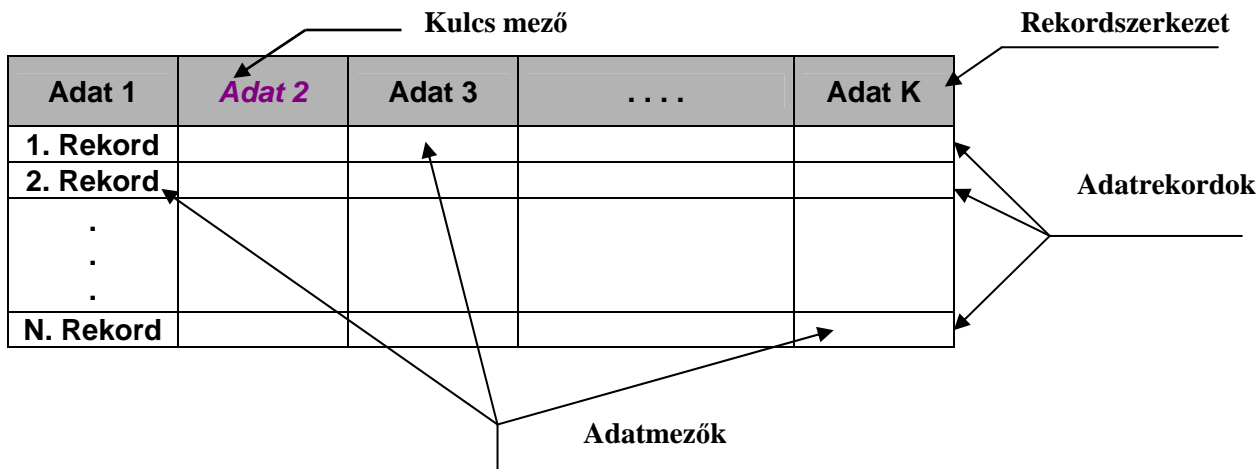 Kulcs mező Rekordszerkezet
Adat 1 Adat 2 Adat 3 . . . . Adat K
1. Rekord
2. Rekord
Adatrekordok
.
.
.
N. Rekord
Adatmezők